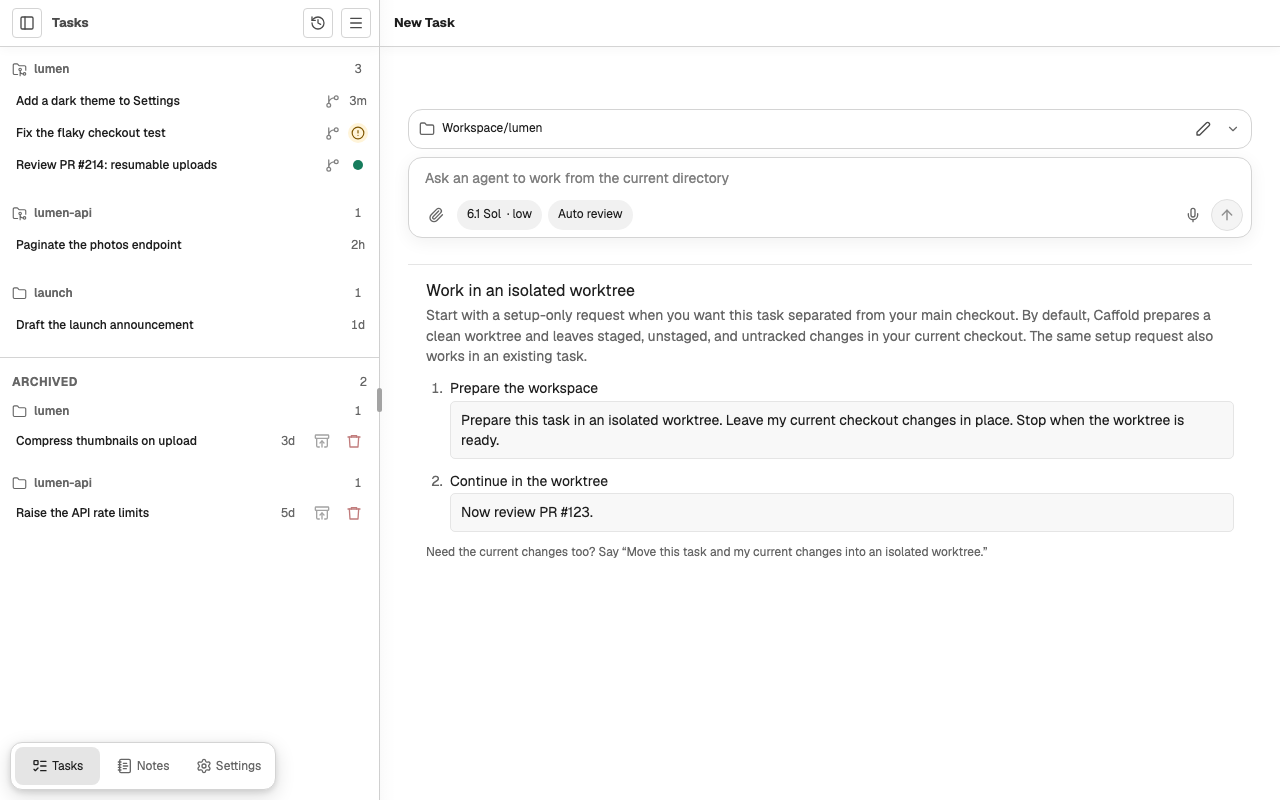 Tasks
lumen 3
Add a dark theme to Settings 3m
Fix the flaky checkout test
Review PR #214: resumable uploads
lumen-api 1
Paginate the photos endpoint 2h
launch 1
Draft the launch announcement 1d
ARCHIVED 2
lumen 1
Compress thumbnails on upload 3d
lumen-api 1
Raise the API rate limits 5d
Tasks Notes Settings
New Task
Workspace/lumen
Ask an agent to work from the current directory
6.1 Sol · low Auto review
Work in an isolated worktree
Start with a setup-only request when you want this task separated from your main checkout. By default, Caffold prepares a
clean worktree and leaves staged, unstaged, and untracked changes in your current checkout. The same setup request also
works in an existing task.
1. Prepare the workspace
Prepare this task in an isolated worktree. Leave my current checkout changes in place. Stop when the worktree is
ready.
2. Continue in the worktree
Now review PR #123.
Need the current changes too? Say “Move this task and my current changes into an isolated worktree.”